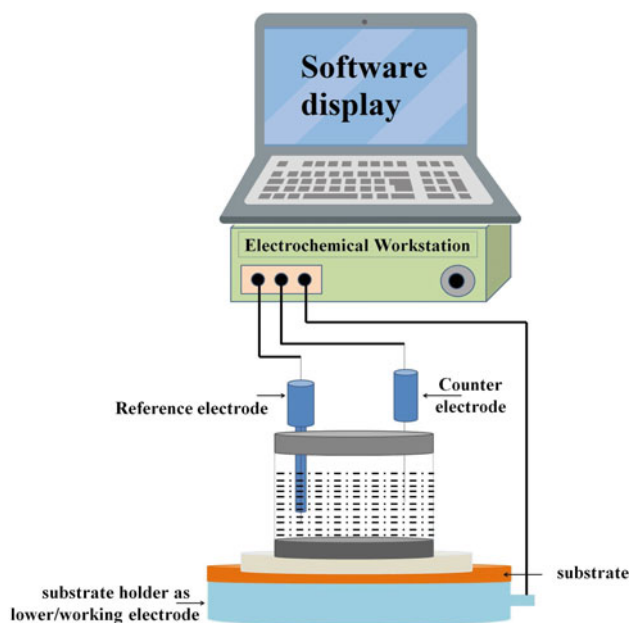 Software
display
Electrochemical Workstation
Reference electrode
Counter
electrode
substrate
substrate holder as
lower/working electrode